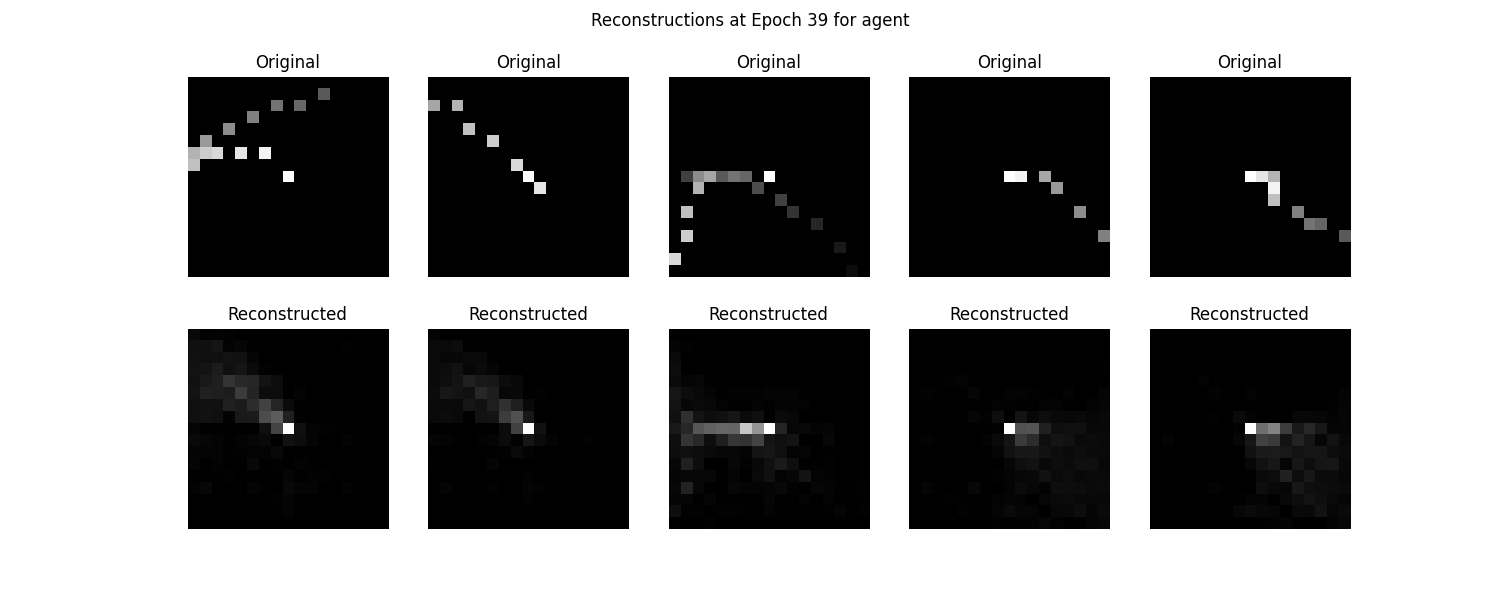 Reconstructions at Epoch 39 for agent
Original Original Original Original Original
Reconstructed Reconstructed Reconstructed Reconstructed Reconstructed